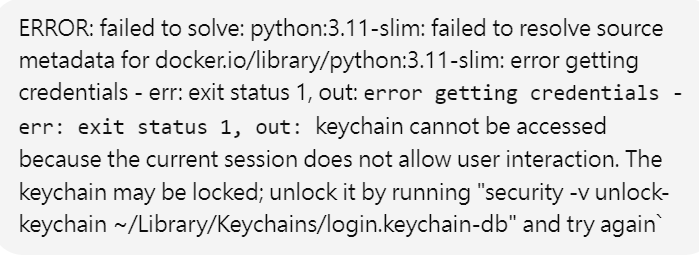 ERROR: failed to solve: python:3.11-slim: failed to resolve source
metadata for docker.io/library/python:3.11-slim: error getting
credentials - err: exit status 1, out: error getting credentials -
err: exit status 1, out: keychain cannot be accessed
because the current session does not allow user interaction. The
keychain may be locked; unlock it by running "security -v unlock-
keychain ~/Library/Keychains/login.keychain-db" and try again`